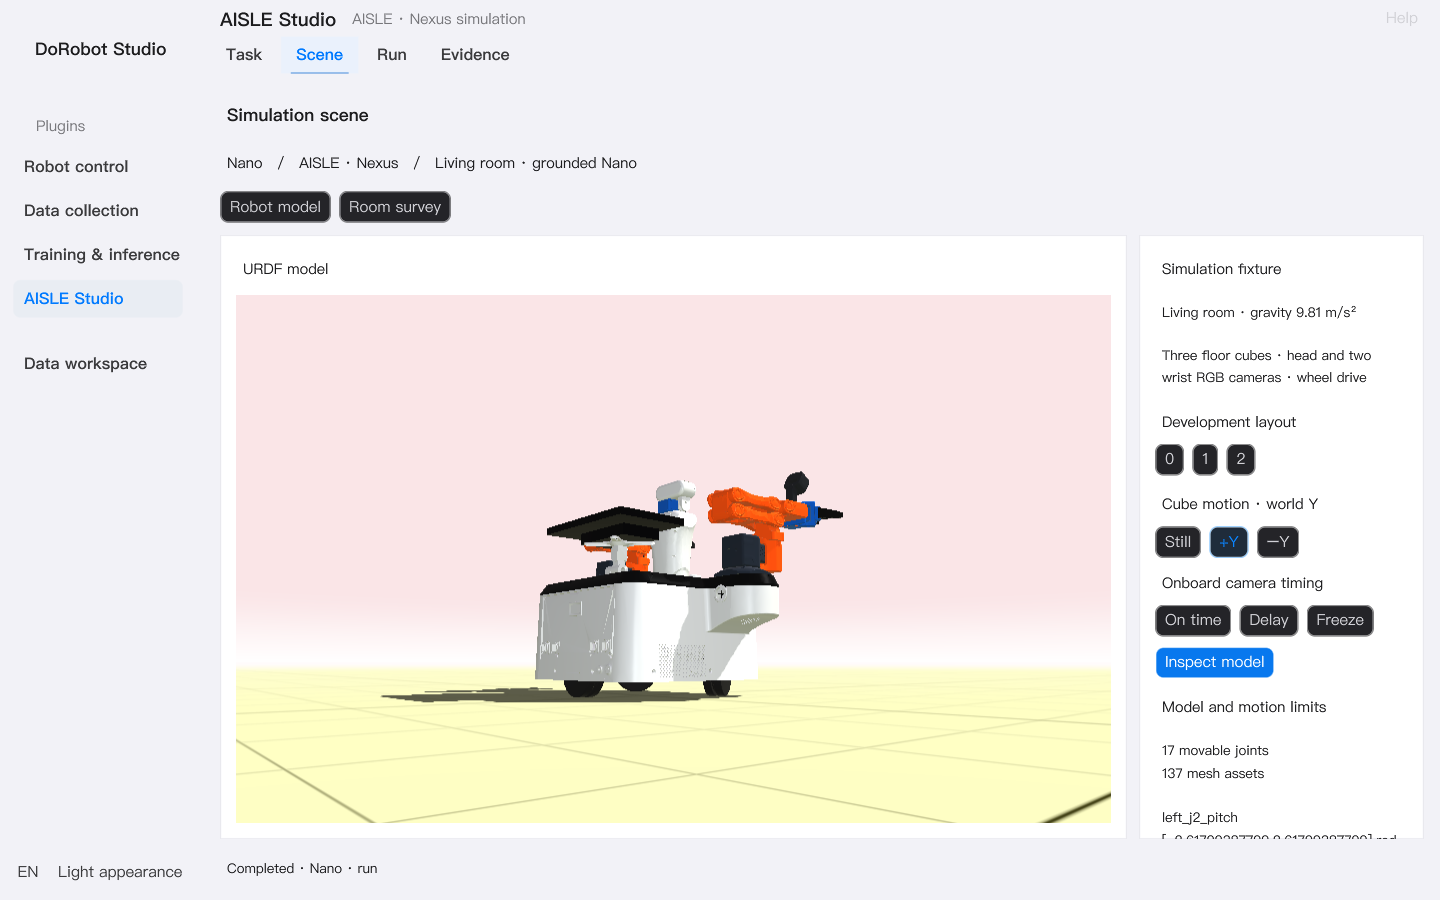 AISLE Studio AISLE · Nexus simulation
Help
DoRobot Studio
Task Scene Run Evidence
Simulation scene
Plugins
Robot control
Data collection
Training & inference
AISLE Studio
Data workspace
Nano / AISLE · Nexus / Living room · grounded Nano
Robot model Room survey
URDF model
Simulation fixture
Living room · gravity 9.81 m/s²
Three floor cubes · head and two
wrist RGB cameras · wheel drive
Development layout
0 1 2
Cube motion · world Y
Still +Y —Y
Onboard camera timing
On time Delay Freeze
Inspect model
Model and motion limits
17 movable joints
137 mesh assets
left_j2_pitch
EN Light appearance
Completed · Nano · run